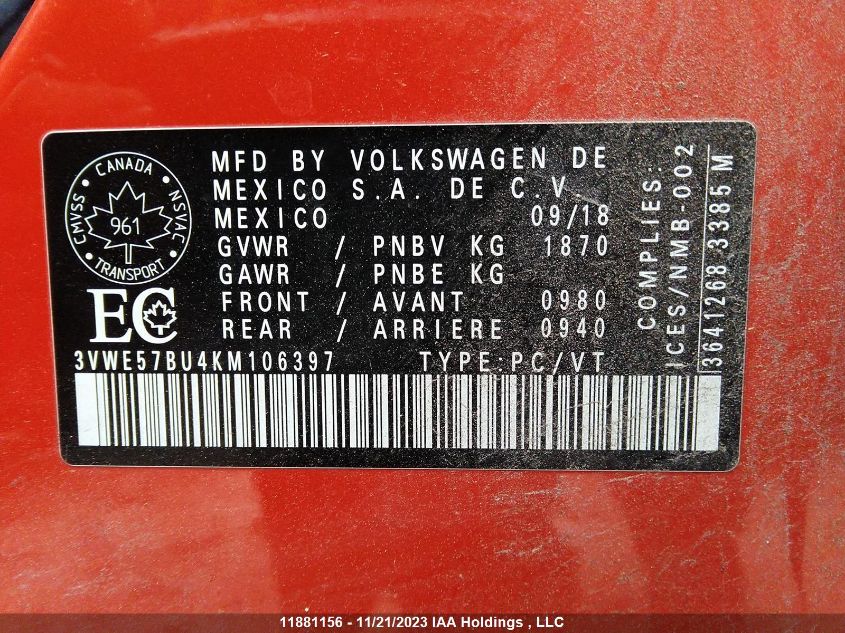 MFD BY VOLKSWAGEN DE
MEXICO S.A. DE C.V.
MEXICO 09/18
GVWR / PNBV KG 1870
GAWR / PNBE KG
FRONT / AVANT 0980
REAR / ARRIERE 0940
CANADA
CMVSS
NSVAC
961
TRANSPORT
EC
3VWE57BU4KM106397 TYPE:PC/VT
COMPLIES:
ICES/NMB-002
3641268 3385 M
11881156 - 11/21/2023 IAA Holdings , LLC